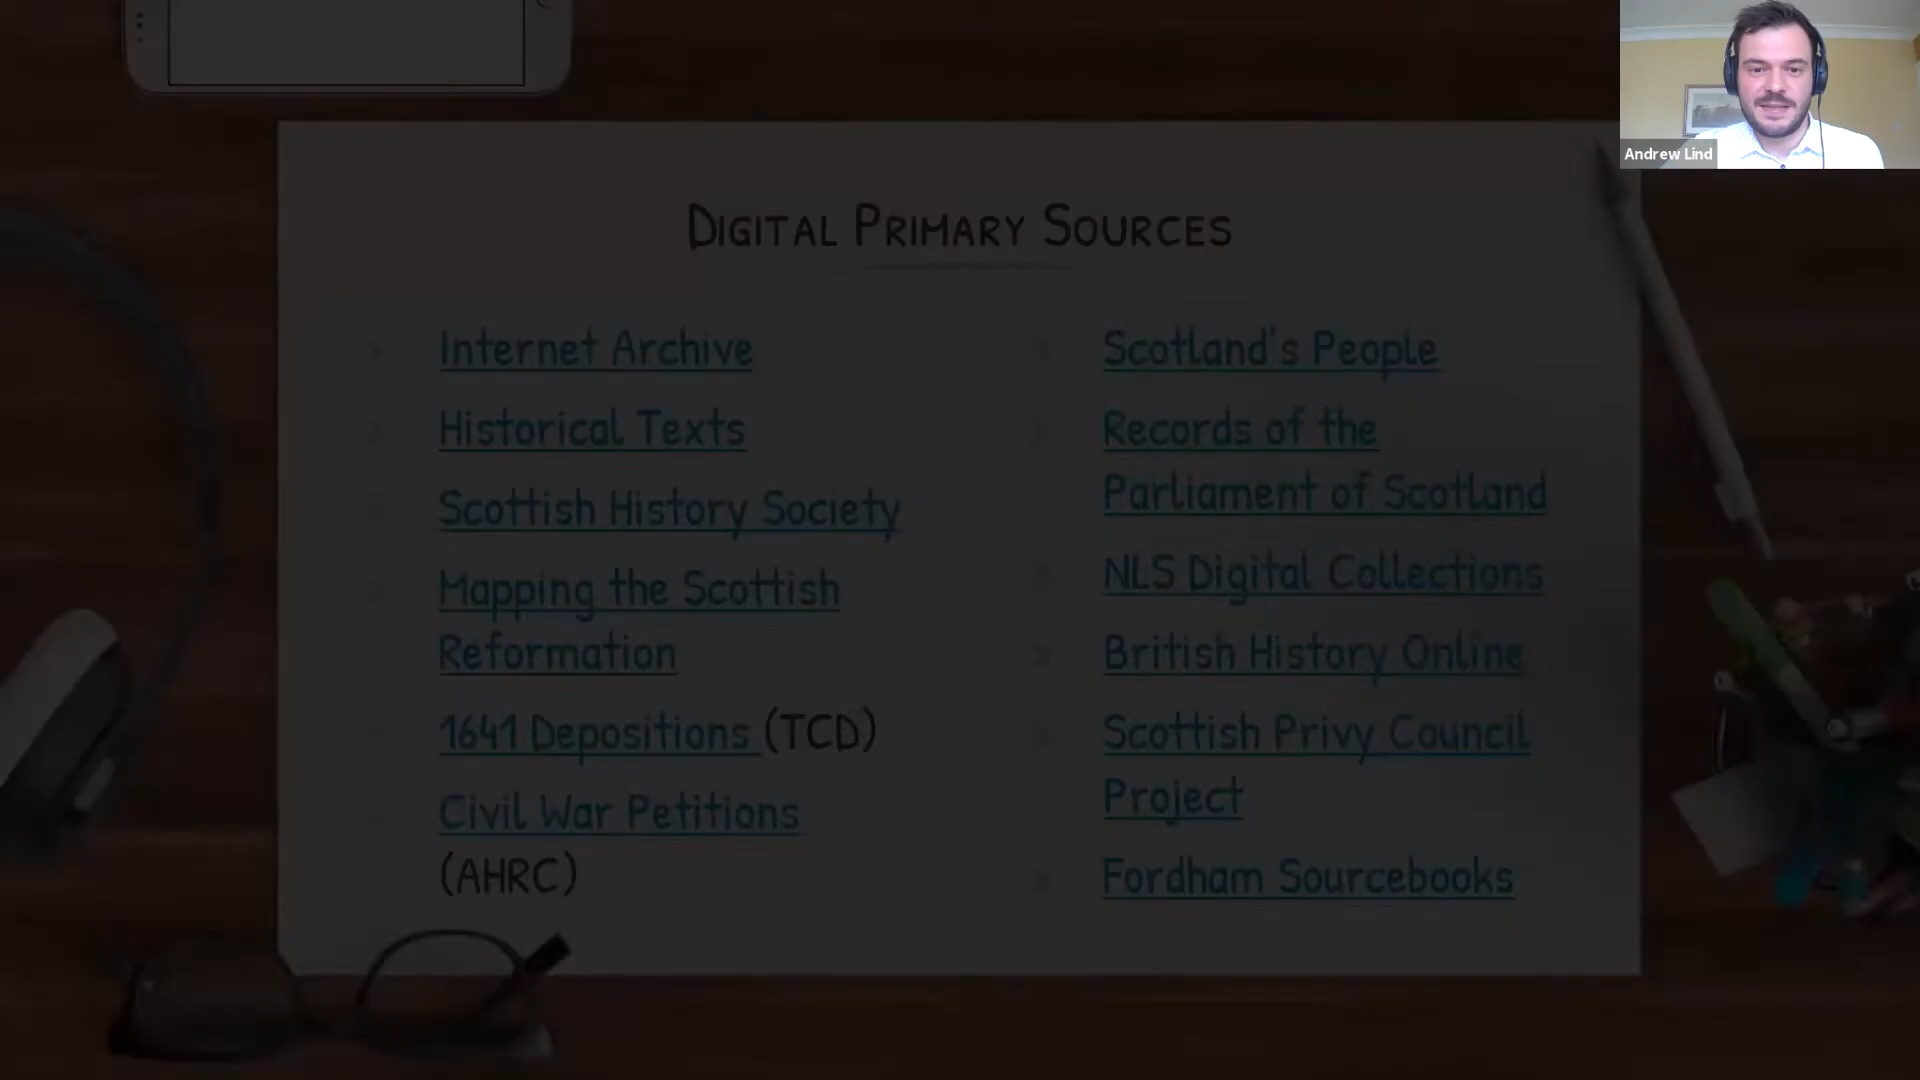 Andrew Lind
Digital Primary Sources
Internet Archive
Historical Texts
Scottish History Society
Mapping the Scottish
Reformation
1641 Depositions (TCD)
Civil War Petitions
(AHRC)
Scotland's People
Records of the
Parliament of Scotland
NLS Digital Collections
British History Online
Scottish Privy Council
Project
Fordham Sourcebooks